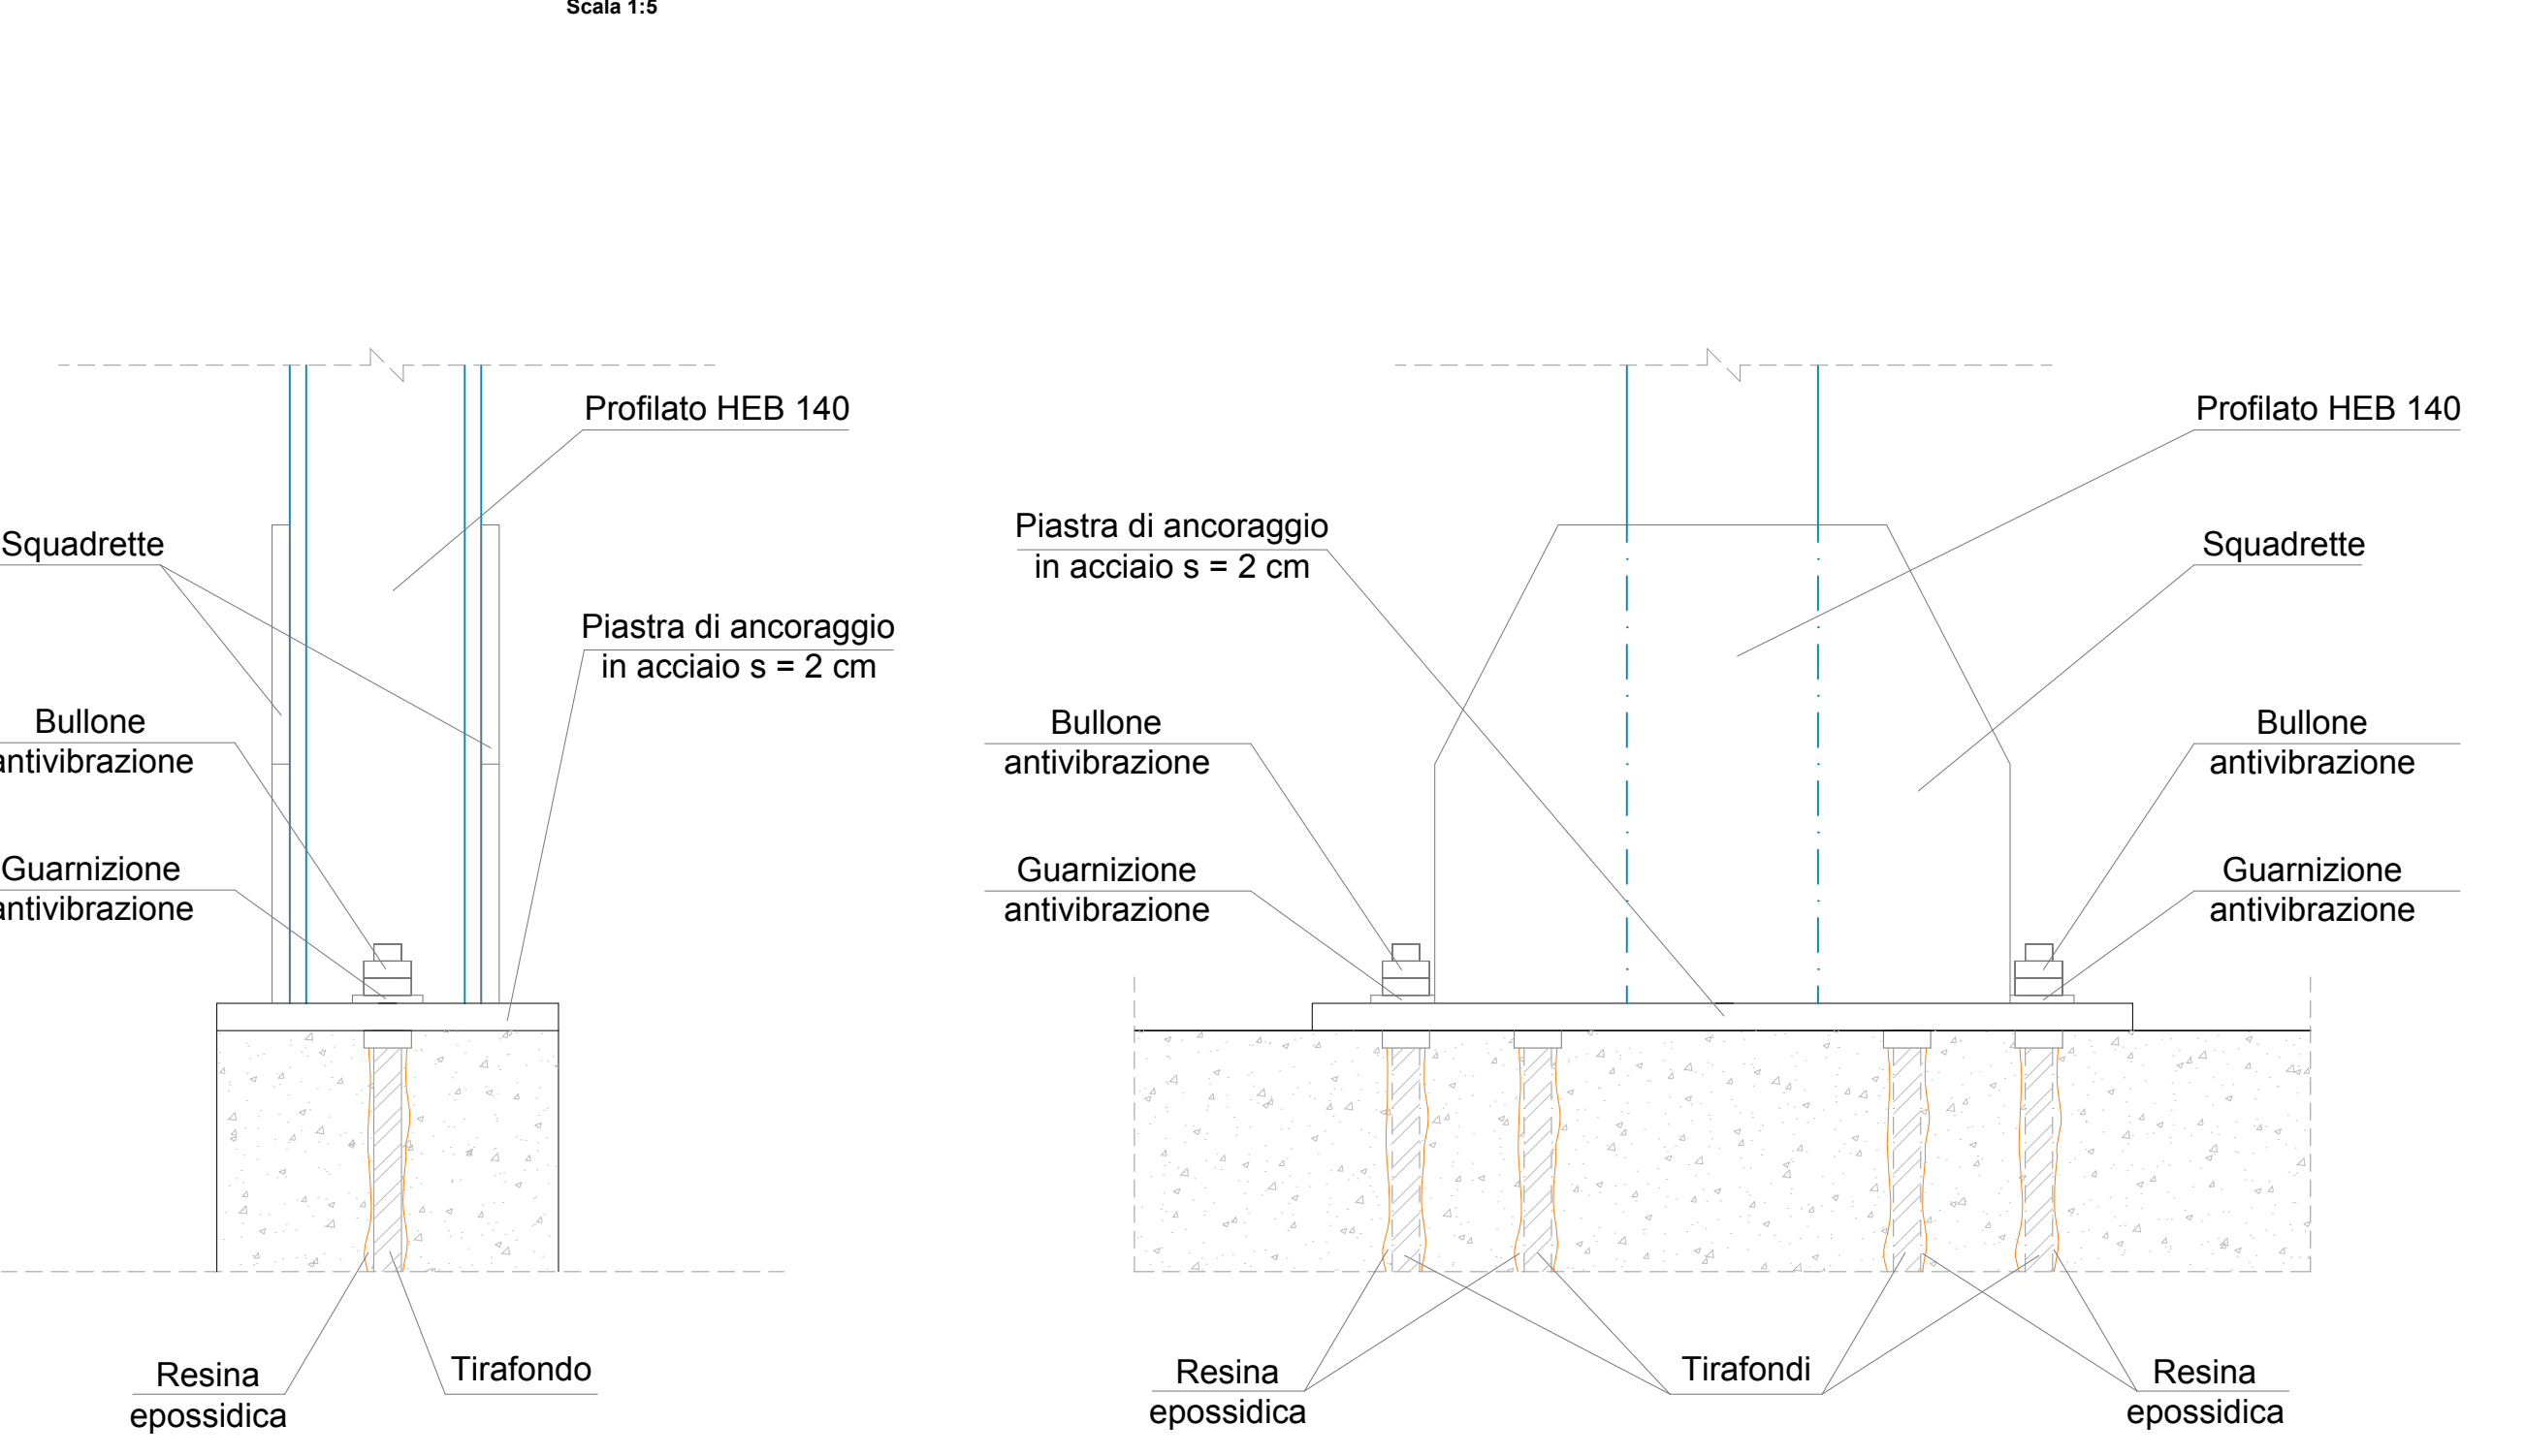 Scala 1:5
Profilato HEB 140
Squadrette
Piastra di ancoraggio
in acciaio s = 2 cm
Bullone
antivibrazione
Guarnizione
antivibrazione
Resina
epossidica
Tirafondo
Profilato HEB 140
Piastra di ancoraggio
in acciaio s = 2 cm
Squadrette
Bullone
antivibrazione
Bullone
antivibrazione
Guarnizione
antivibrazione
Guarnizione
antivibrazione
Resina
epossidica
Tirafondi
Resina
epossidica